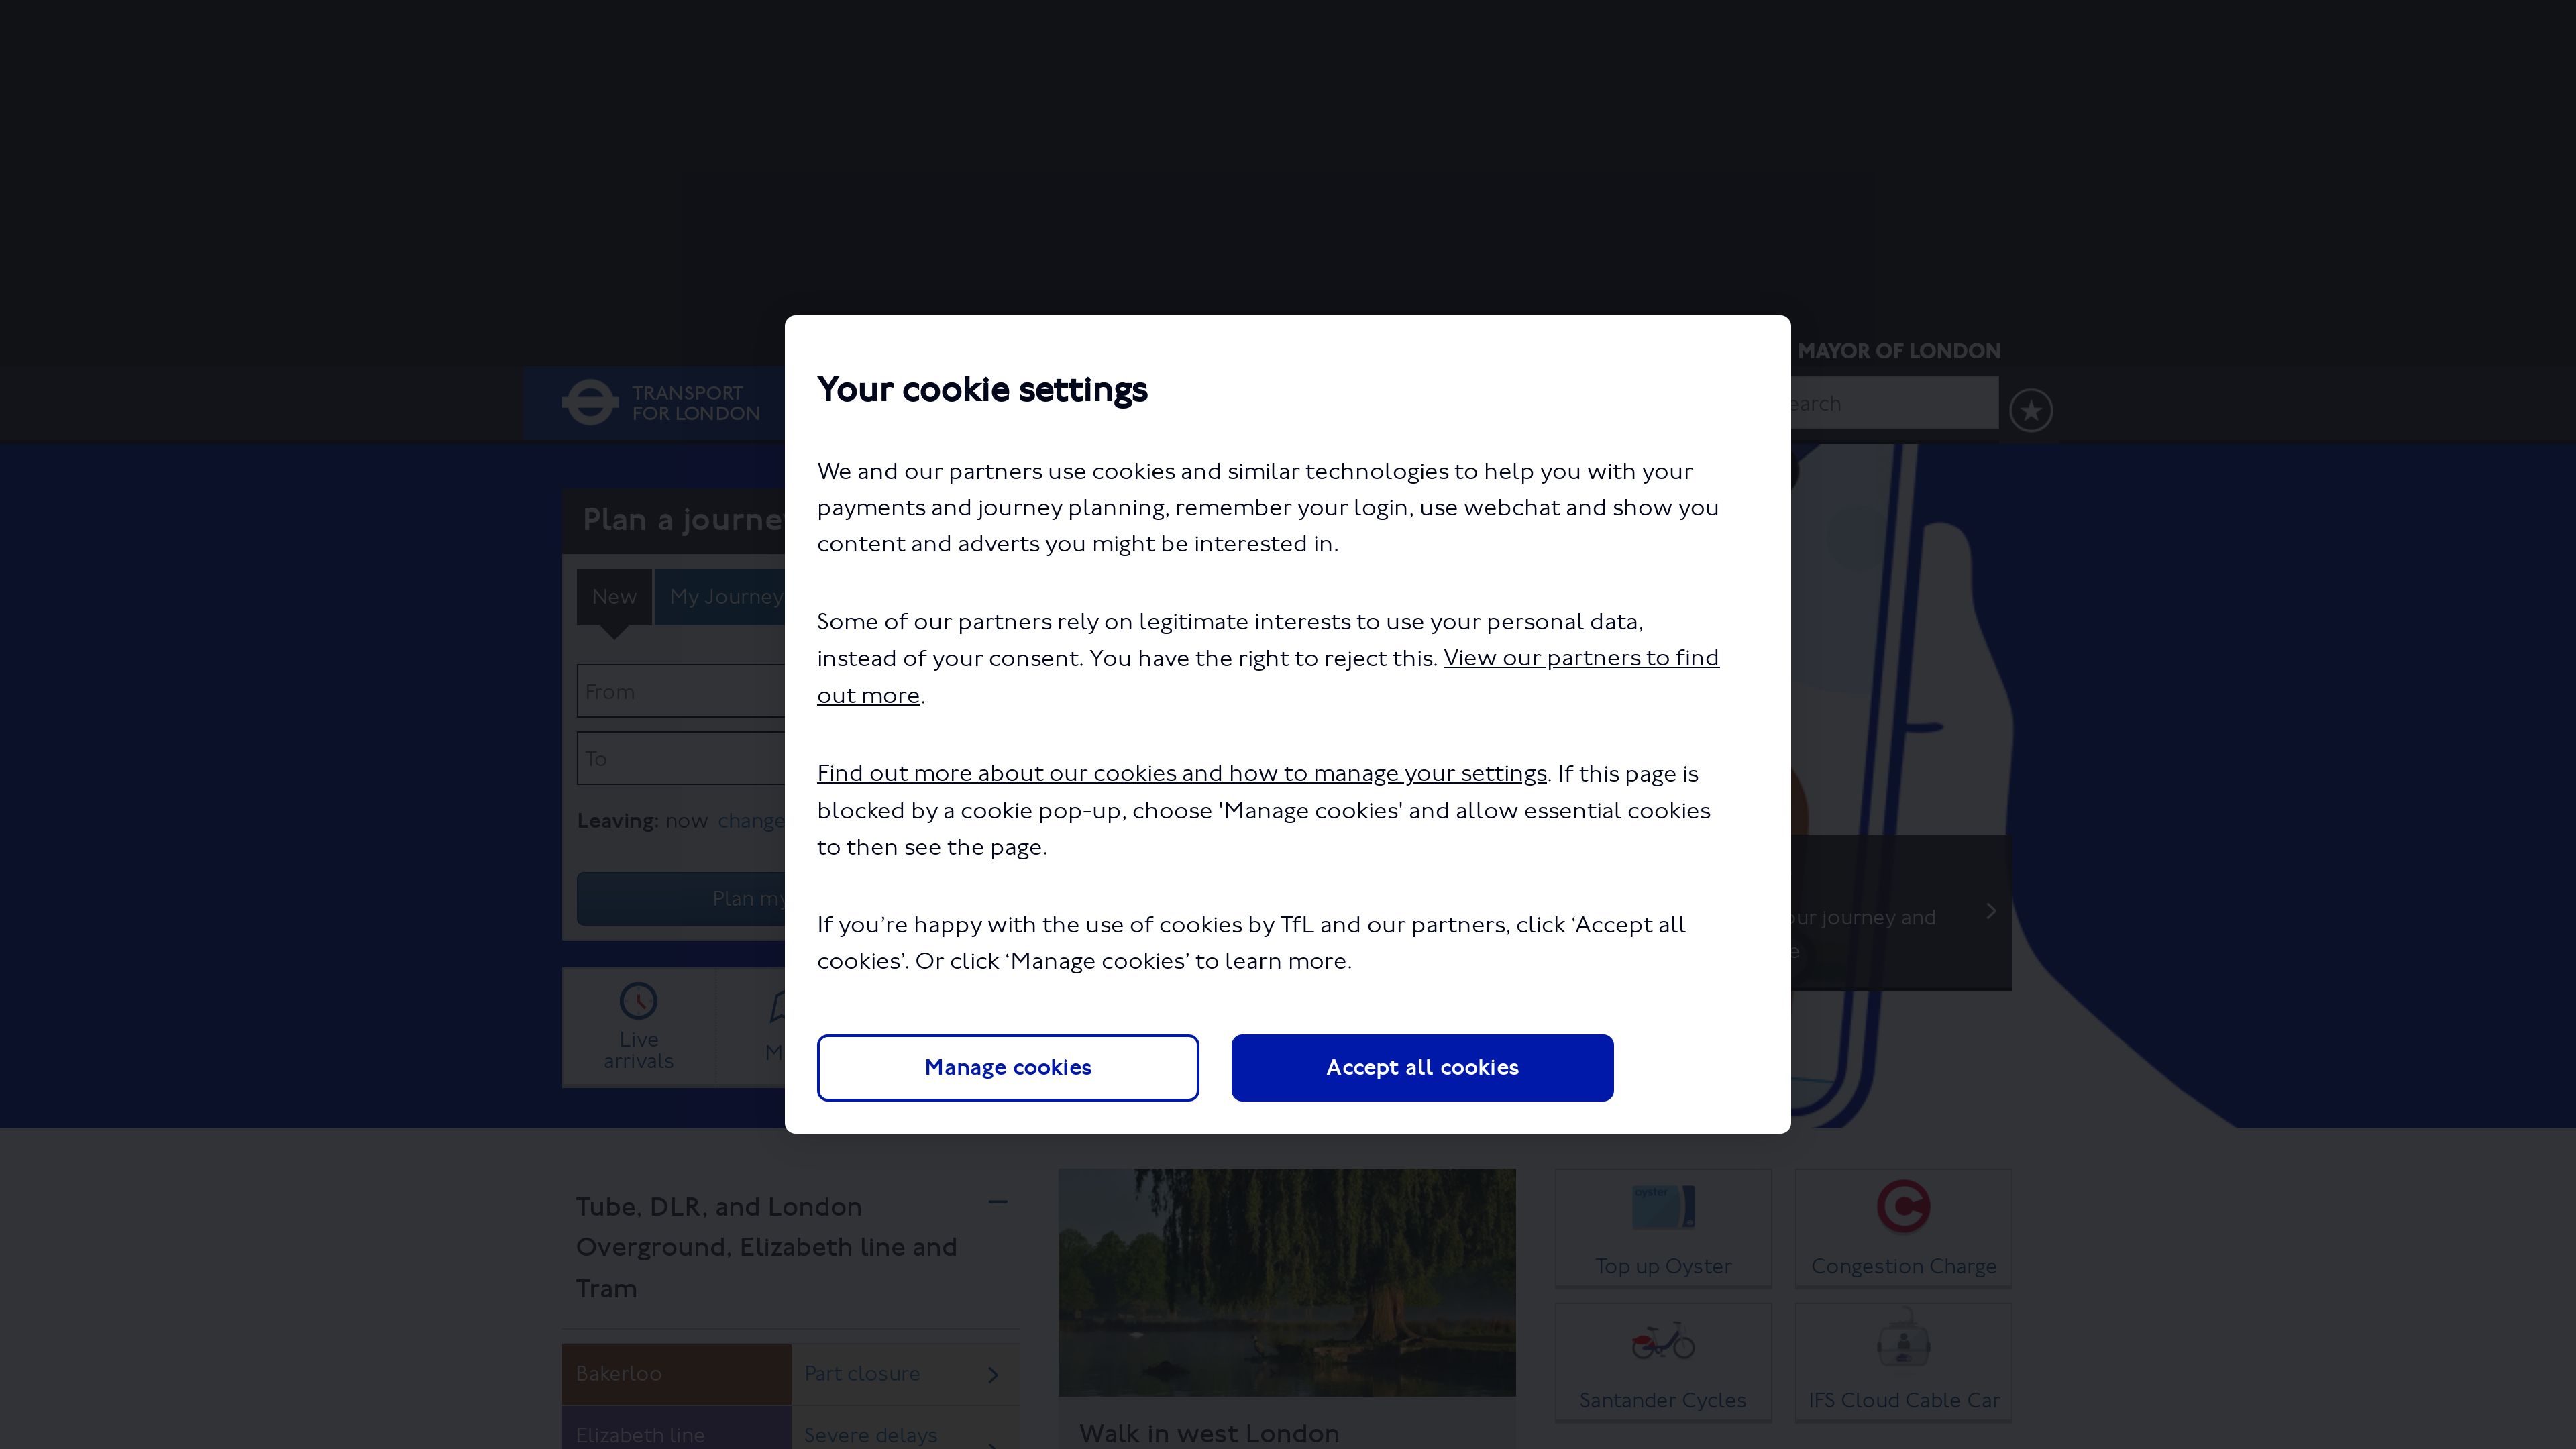 MAYOR OF LONDON
TRANSPORT
FOR LONDON
earch
Plan a journey
New
My Journey
From
To
Leaving: now change
Plan my
Live
arrivals
M
Your cookie settings
We and our partners use cookies and similar technologies to help you with your
payments and journey planning, remember your login, use webchat and show you
content and adverts you might be interested in.
Some of our partners rely on legitimate interests to use your personal data,
instead of your consent. You have the right to reject this. View our partners to find
out more.
Find out more about our cookies and how to manage your settings. If this page is
blocked by a cookie pop-up, choose 'Manage cookies' and allow essential cookies
to then see the page.
If you’re happy with the use of cookies by TfL and our partners, click ‘Accept all
cookies’. Or click ‘Manage cookies’ to learn more.
Manage cookies
Accept all cookies
our journey and
e
Tube, DLR, and London
Overground, Elizabeth line and
Tram
Bakerloo
Part closure
Elizabeth line
Severe delays
Walk in west London
oyster
Top up Oyster
Congestion Charge
Santander Cycles
IFS Cloud Cable Car